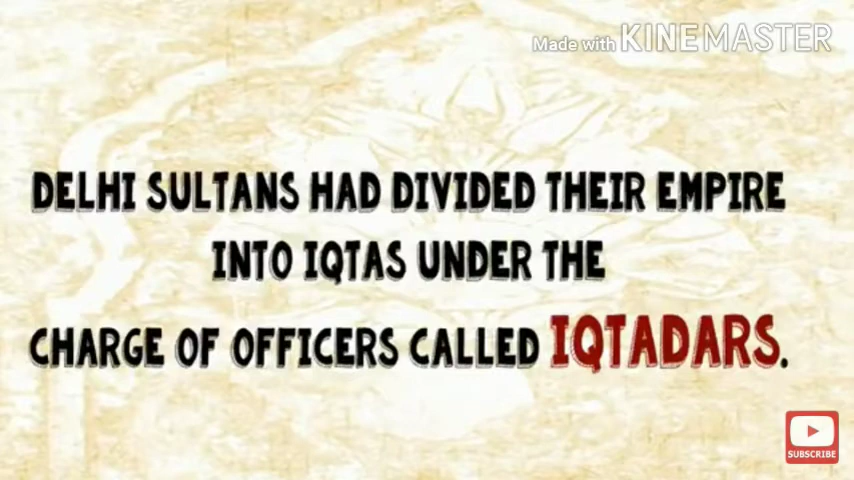 Made with KINEMASTER
DELHI SULTANS HAD DIVIDED THEIR EMPIRE
INTO IQTAS UNDER THE
CHARGE OF OFFICERS CALLED IQTADARS.
SUBSCRIBE